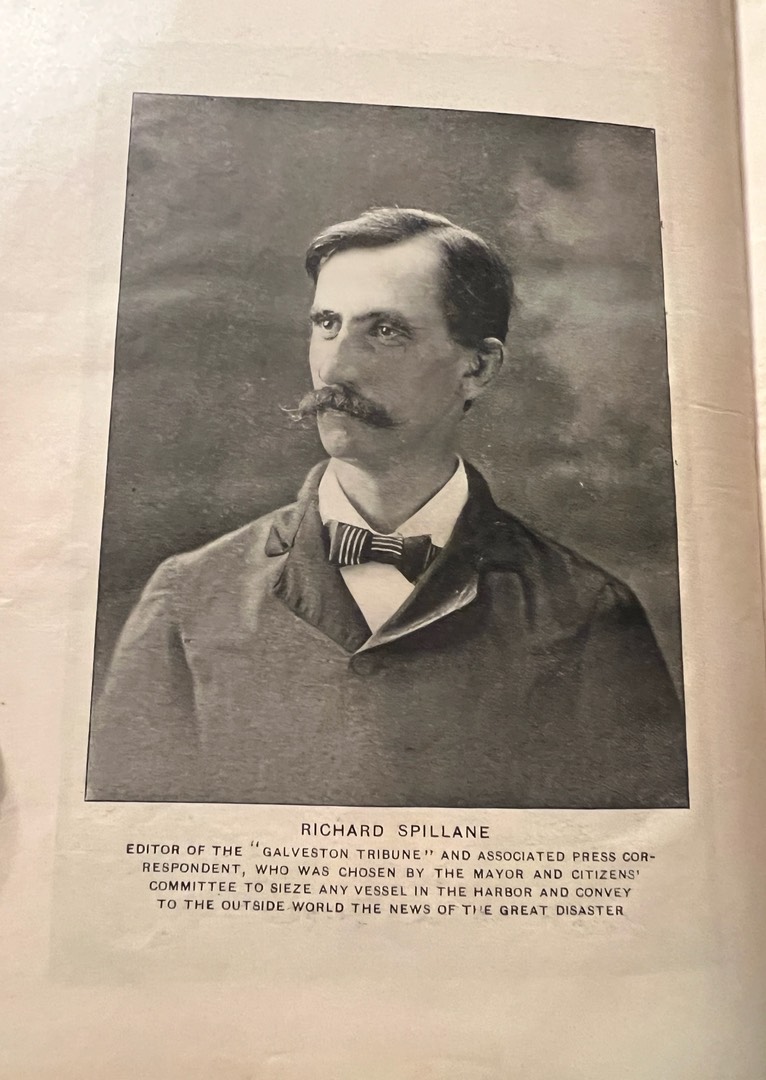 RICHARD SPILLANE
EDITOR OF THE "GALVESTON TRIBUNE" AND ASSOCIATED PRESS COR-
RESPONDENT, WHO WAS CHOSEN BY THE MAYOR AND CITIZENS'
COMMITTEE TO SIEZE ANY VESSEL IN THE HARBOR AND CONVEY
TO THE OUTSIDE WORLD THE NEWS OF THE GREAT DISASTER